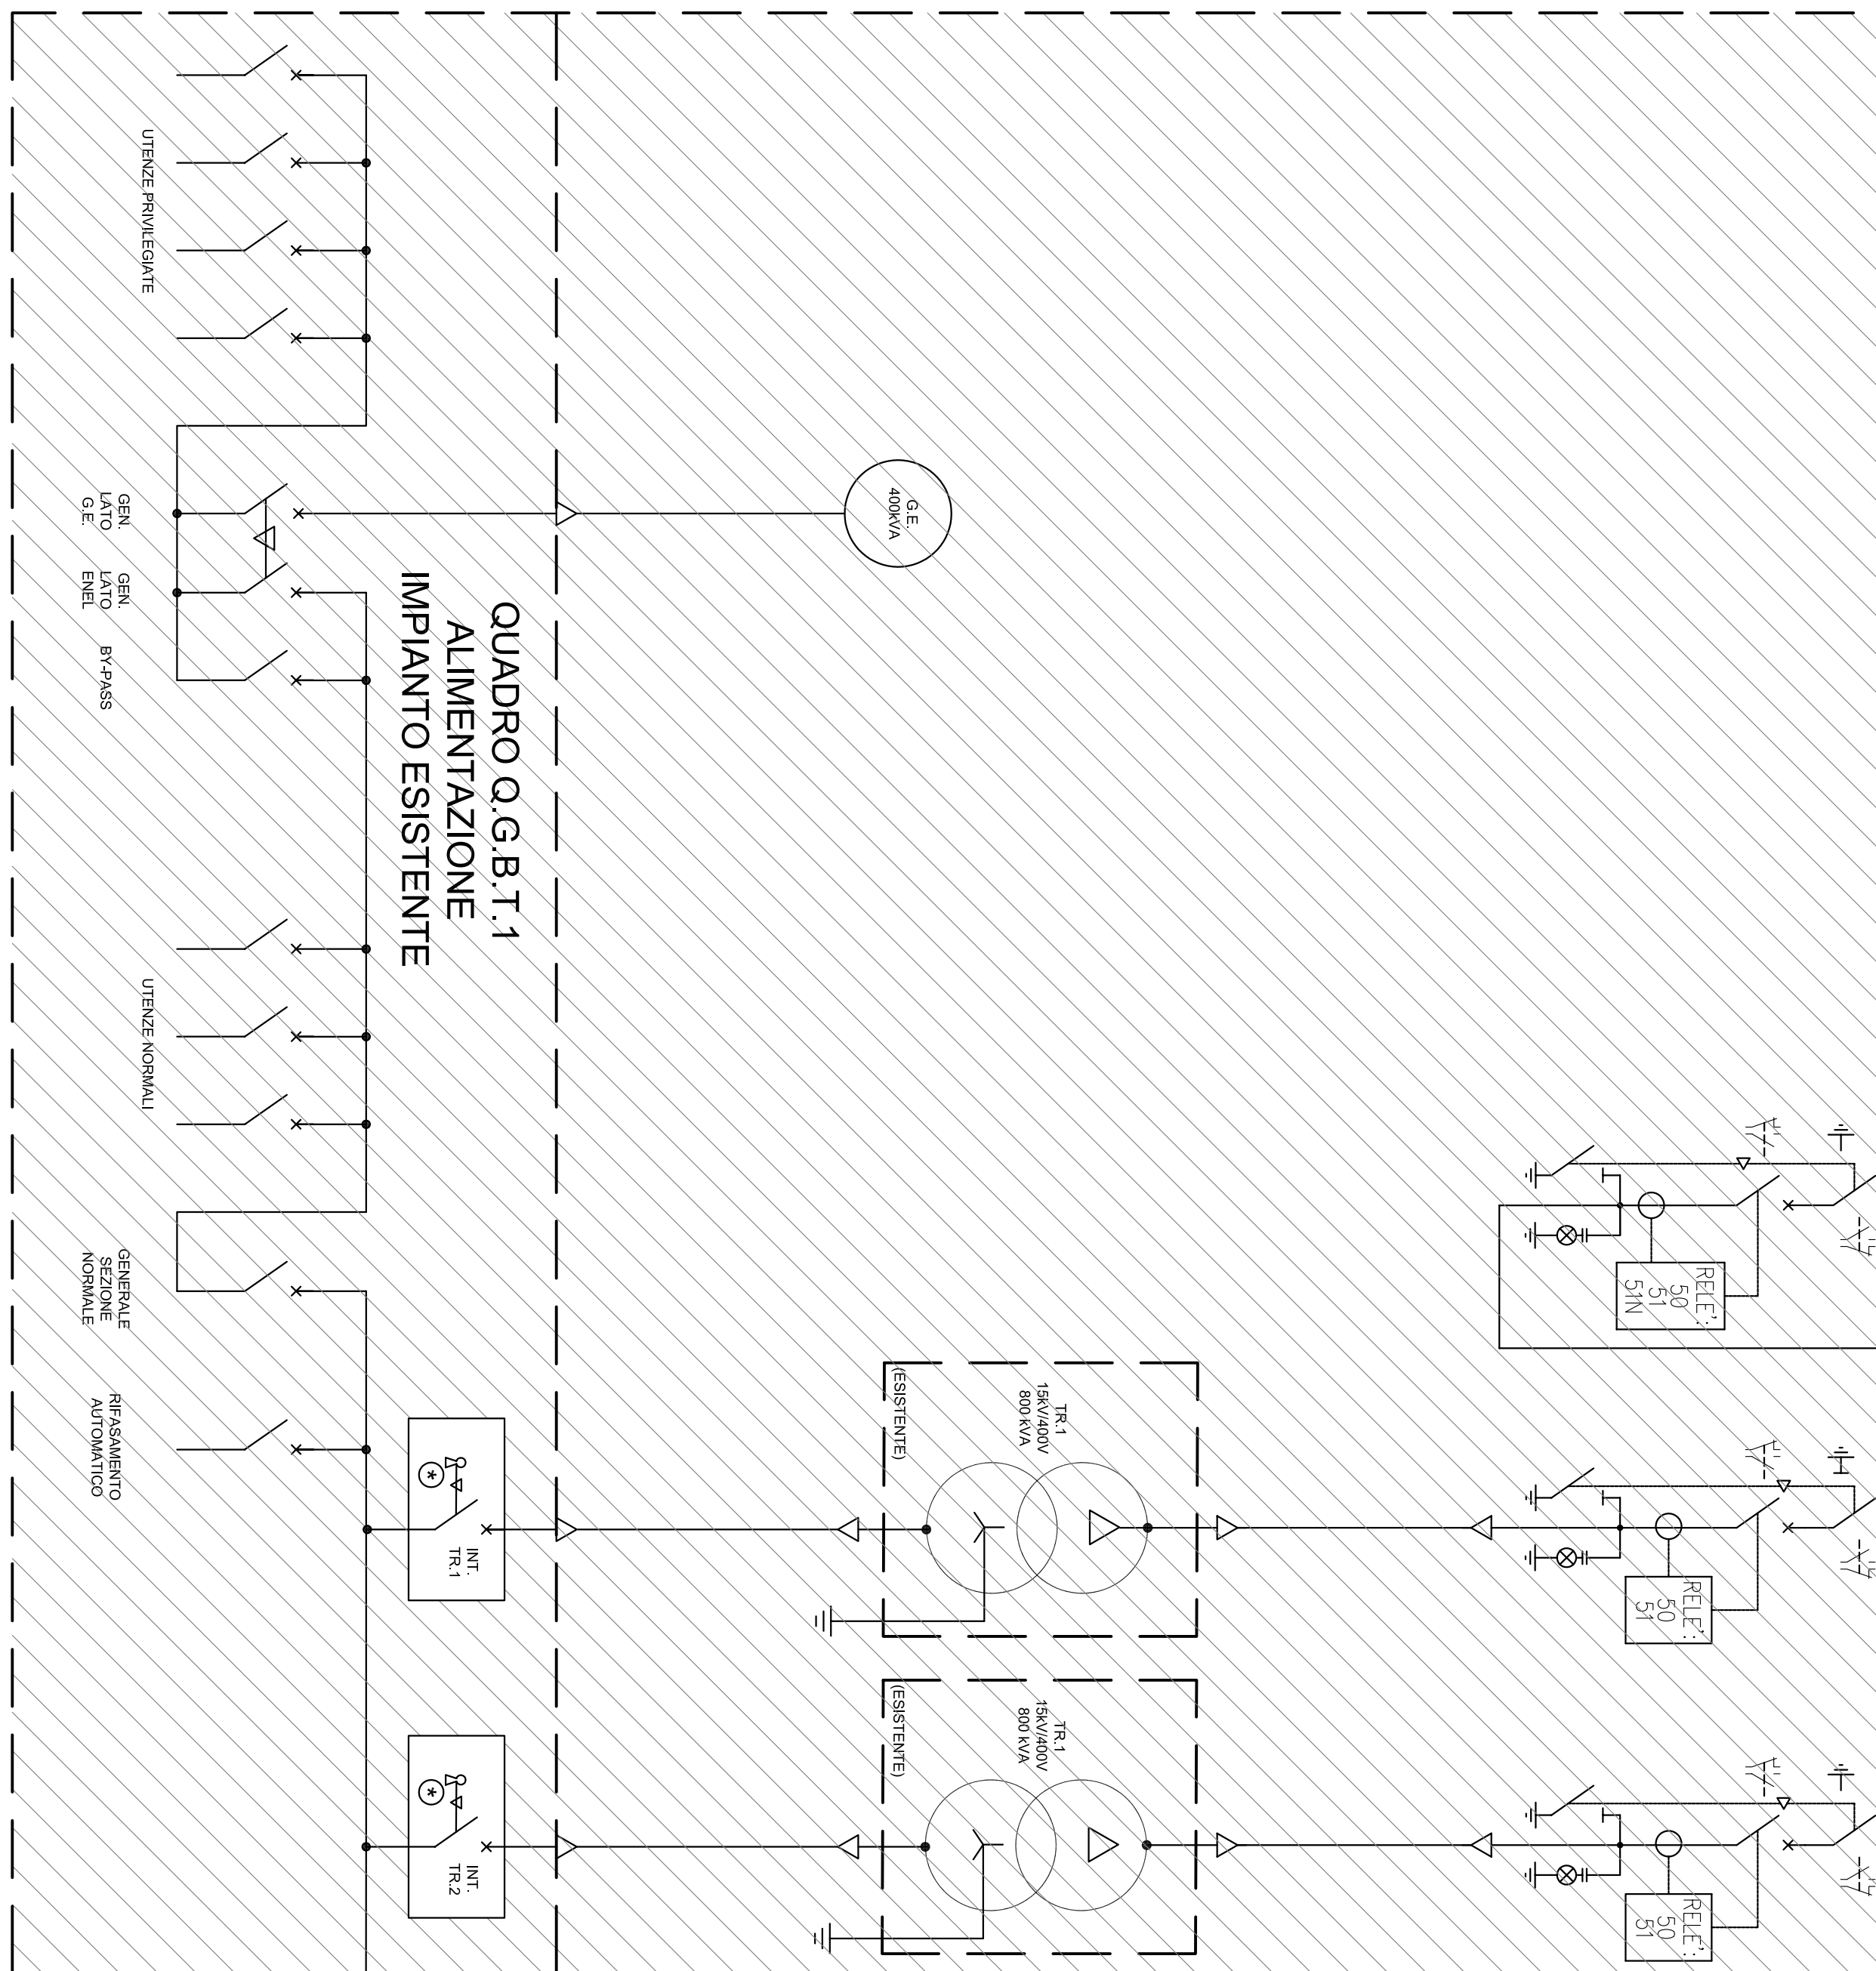 UTENZE PRIVILEGIATE
GEN.
LATO
G.E.
GEN.
LATO
ENEL
BY-PASS
G.E.
400kVA
QUADRO Q.G.B.T.1
ALIMENTAZIONE
IMPIANTO ESISTENTE
UTENZE NORMALI
GENERALE
SEZIONE
NORMALE
RIFASAMENTO
AUTOMATICO
RELE':
50
51
51N
TR.1
15kV/400V
800 kVA
(ESISTENTE)
INT.
TR.1
*
RELE':
50
51
TR.1
15kV/400V
800 kVA
(ESISTENTE)
INT.
TR.2
*
RELE':
50
51